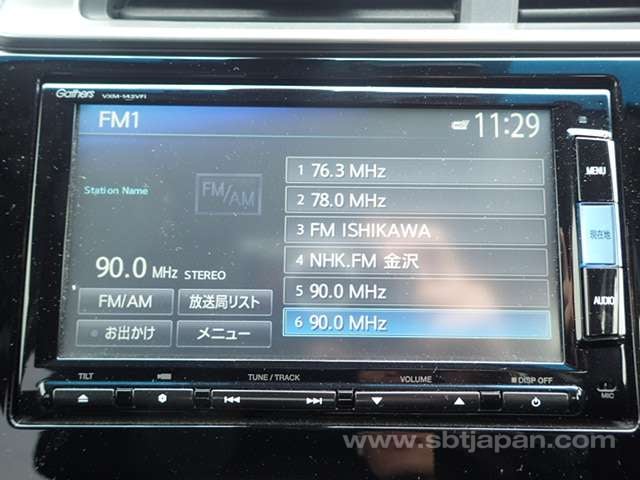 Gathers
VXM-143VFi
FM1
11:29
Station Name
FM/AM
90.0 MHz STEREO
FM/AM
放送局リスト
お出かけ
メニュー
1 76.3 MHz
2 78.0 MHz
3 FM ISHIKAWA
4 NHK.FM 金沢
5 90.0 MHz
6 90.0 MHz
MENU
現在地
AUDIO
TILT
TUNE / TRACK
VOLUME
DISP OFF
MIC
www.sbtjapan.com